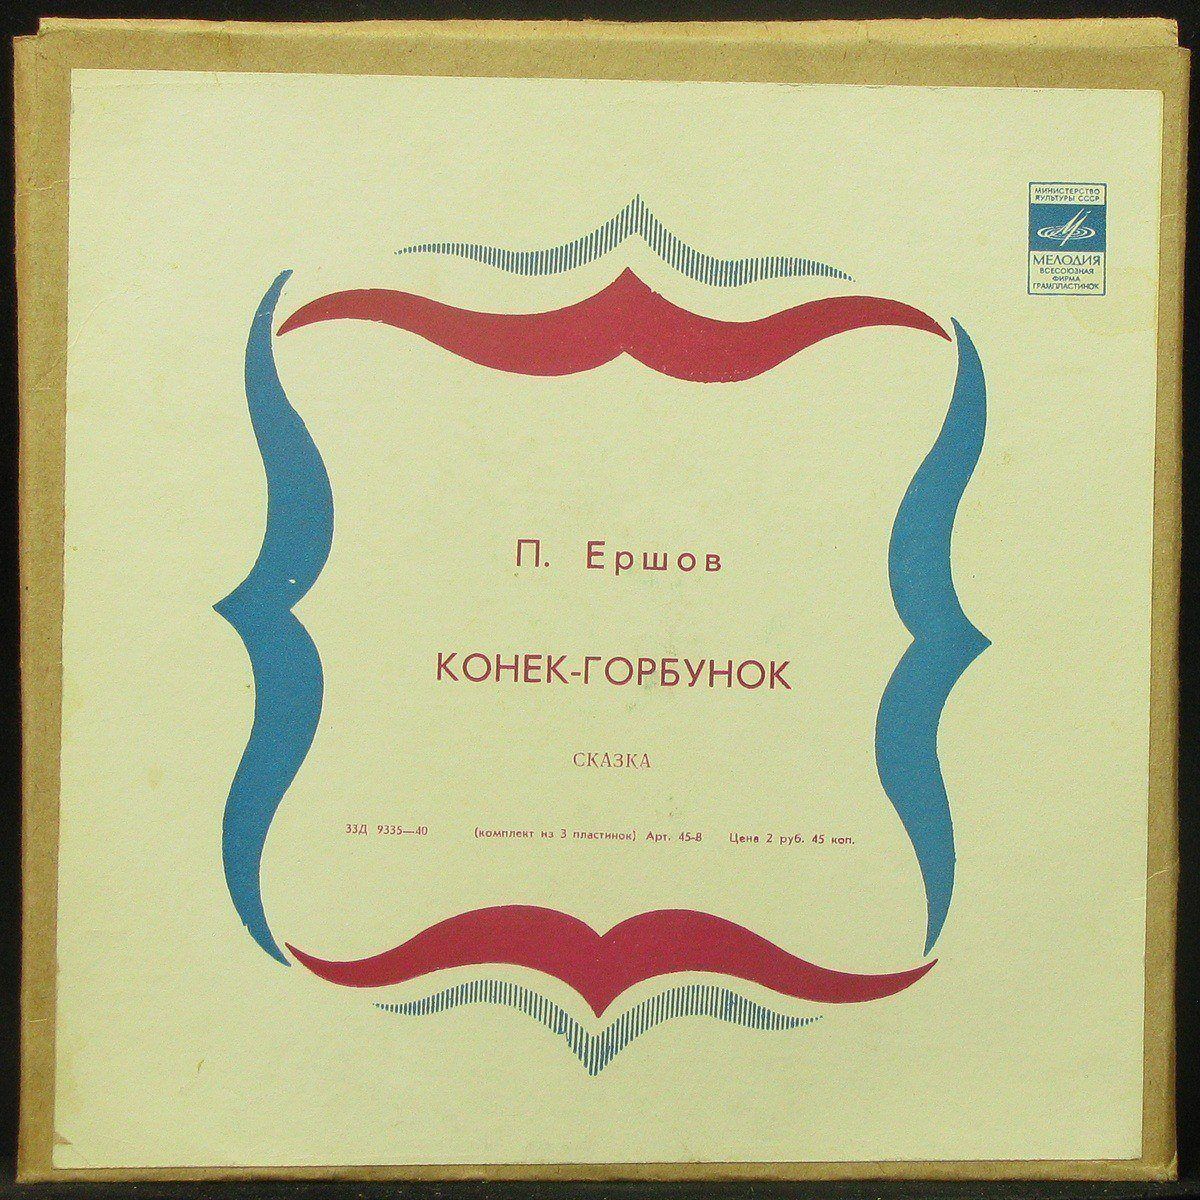 МИНИСТЕРСТВО
КУЛЬТУРЫ СССР
МЕЛОДИЯ
ВСЕСОЮЗНАЯ
ФИРМА
ГРАМПЛАСТИНОК
П. Ершов
КОНЕК-ГОРБУНОК
СКАЗКА
33Д 9335—40 (комплект из 3 пластинок) Арт. 45-8 Цена 2 руб. 45 коп.